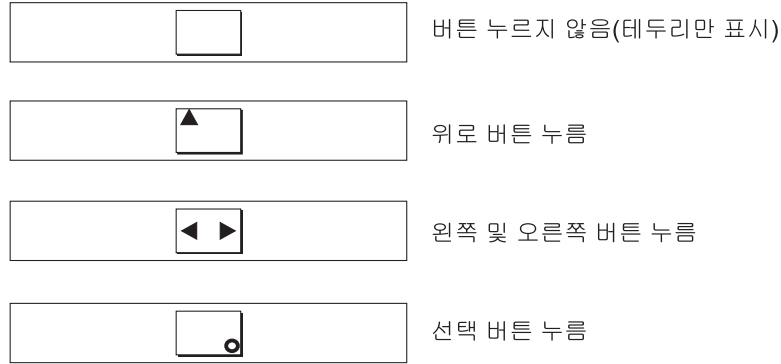 버튼 누르지 않음(테두리만 표시)
위로 버튼 누름
왼쪽 및 오른쪽 버튼 누름
선택 버튼 누름